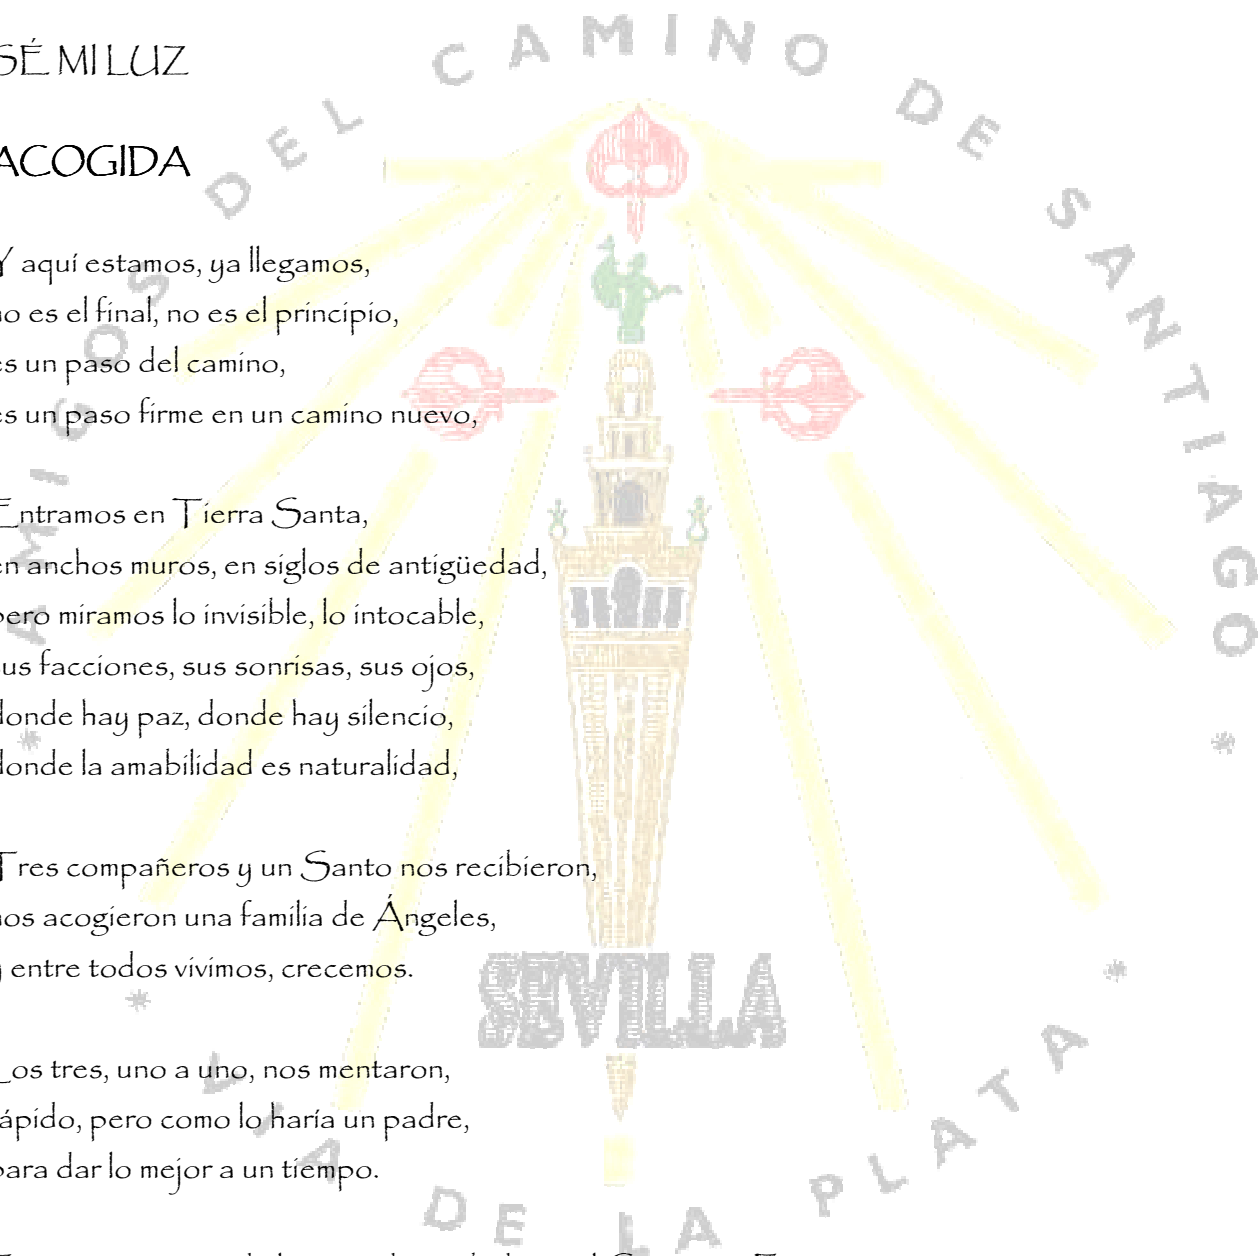 SÉ MI LUZ
ACOGIDA
Y aquí estamos, ya llegamos,
no es el final, no es el principio,
es un paso del camino,
es un paso firme en un camino nuevo,
Entramos en Tierra Santa,
en anchos muros, en siglos de antigüedad,
pero miramos lo invisible, lo intocable,
sus facciones, sus sonrisas, sus ojos,
donde hay paz, donde hay silencio,
donde la amabilidad es naturalidad,
Tres compañeros y un Santo nos recibieron,
nos acogieron una familia de Ángeles,
y entre todos vivimos, crecemos.
Los tres, uno a uno, nos mentaron,
rápido, pero como lo haría un padre,
para dar lo mejor a un tiempo.
* AMIGOS DEL CAMINO DE SANTIAGO *
SEVILLA
* VIA DE LA PLATA *